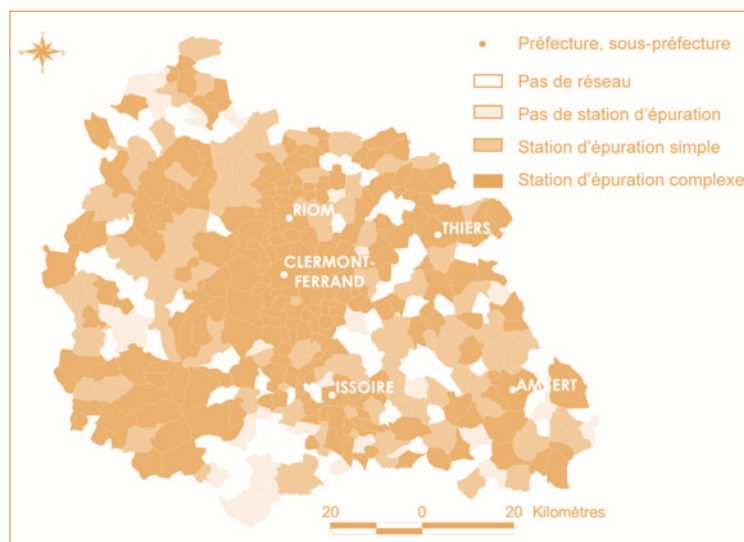 Préfecture, sous-préfecture
Pas de réseau
Pas de station d'épuration
Station d'épuration simple
Station d'épuration complexe
RIOM
THIERS
CLERMONT-
FERRAND
ISSOIRE
AMBERT
20 0 20 Kilomètres